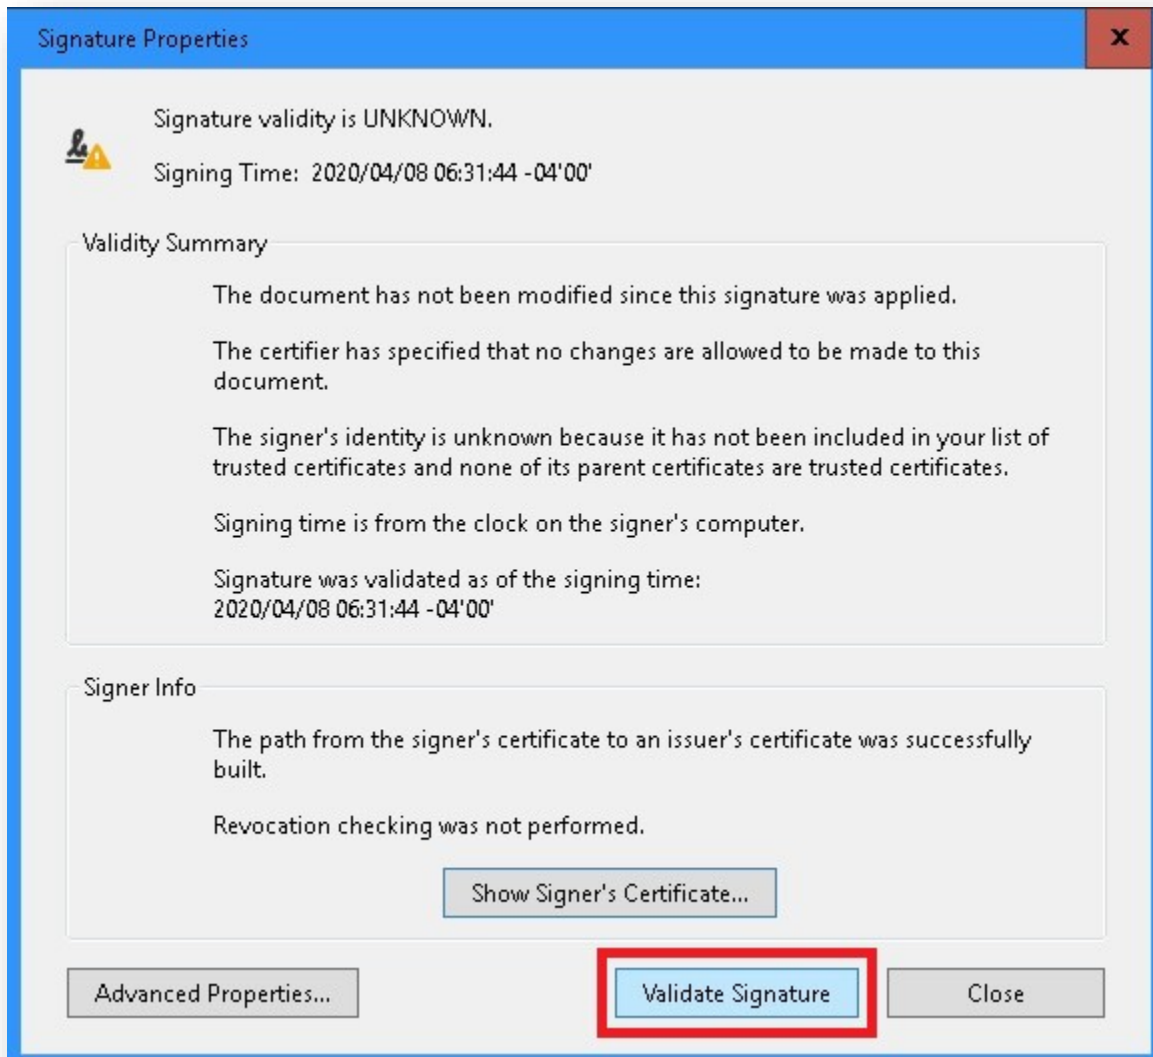 Signature Properties
x
Signature validity is UNKNOWN.
Signing Time: 2020/04/08 06:31:44 -04'00'
Validity Summary
The document has not been modified since this signature was applied.
The certifier has specified that no changes are allowed to be made to this
document.
The signer's identity is unknown because it has not been included in your list of
trusted certificates and none of its parent certificates are trusted certificates.
Signing time is from the clock on the signer's computer.
Signature was validated as of the signing time:
2020/04/08 06:31:44 -04'00'
Signer Info
The path from the signer's certificate to an issuer's certificate was successfully
built.
Revocation checking was not performed.
Show Signer's Certificate...
Advanced Properties...
Validate Signature
Close